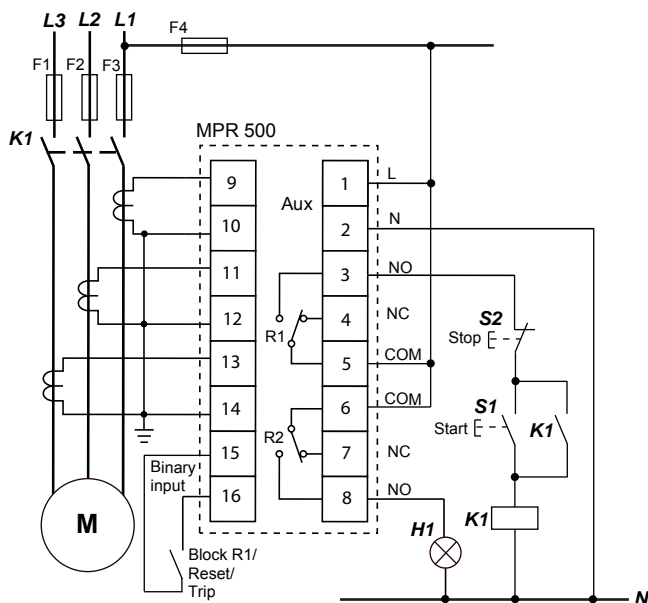 L3 L2 L1
F4
F1 F2 F3
K1
MPR 500
9 1 L
Aux
10 2 N
11 3 NO
12 4 NC
R1
13 5 COM
14 6 COM
R2
15 7 NC
Binary
input
16 8 NO
S2
Stop
S1
Start
K1
K1
H1
M
Block R1/
Reset/
Trip
N